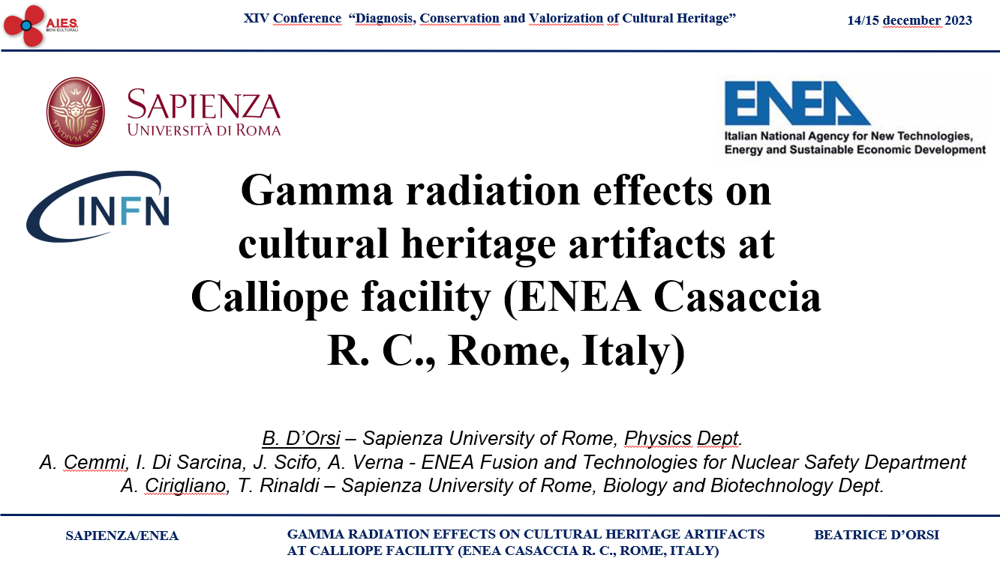 A.I.E.S.
BENI CULTURALI
XIV Conference “Diagnosis, Conservation and Valorization of Cultural Heritage”
14/15 december 2023
STVDIVM VRBIS
SAPIENZA
UNIVERSITÀ DI ROMA
ENEA
Italian National Agency for New Technologies,
Energy and Sustainable Economic Development
INFN
Gamma radiation effects on
cultural heritage artifacts at
Calliope facility (ENEA Casaccia
R. C., Rome, Italy)
B. D’Orsi – Sapienza University of Rome, Physics Dept.
A. Cemmi, I. Di Sarcina, J. Scifo, A. Verna - ENEA Fusion and Technologies for Nuclear Safety Department
A. Cirigliano, T. Rinaldi – Sapienza University of Rome, Biology and Biotechnology Dept.
SAPIENZA/ENEA
GAMMA RADIATION EFFECTS ON CULTURAL HERITAGE ARTIFACTS
AT CALLIOPE FACILITY (ENEA CASACCIA R. C., ROME, ITALY)
BEATRICE D’ORSI